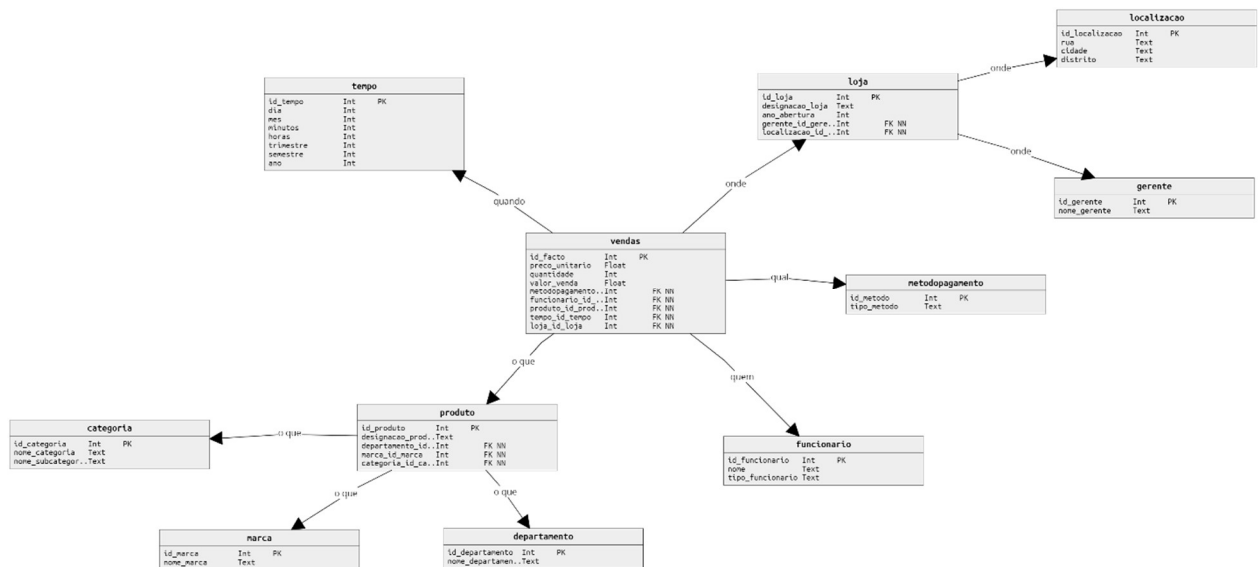 localizacao
id_localizacao Int PK
rua Text
cidade Text
distrito Text
onde
loja
id_loja Int PK
designacao_loja Text
ano_abertura Int
gerente_id_gere..Int FK NN
localizacao_id_..Int FK NN
tempo
id_tempo Int PK
dia Int
mes Int
minutos Int
horas Int
trimestre Int
semestre Int
ano Int
onde
gerente
id_gerente Int PK
nome_gerente Text
onde
quando
vendas
id_facto Int PK
preco_unitario Float
quantidade Int
valor_venda Float
metodopagamento..Int FK NN
funcionario_id_..Int FK NN
produto_id_prod..Int FK NN
tempo_id_tempo Int FK NN
loja_id_loja Int FK NN
qual
metodopagamento
id_metodo Int PK
tipo_metodo Text
o que
quem
produto
id_produto Int PK
designacao_prod..Text
departamento_id..Int FK NN
marca_id_marca Int FK NN
categoria_id_ca..Int FK NN
categoria
id_categoria Int PK
nome_categoria Text
nome_subcategor..Text
o que
funcionario
id_funcionario Int PK
nome Text
tipo_funcionario Text
o que
o que
marca
id_marca Int PK
nome_marca Text
departamento
id_departamento Int PK
nome_departamen..Text